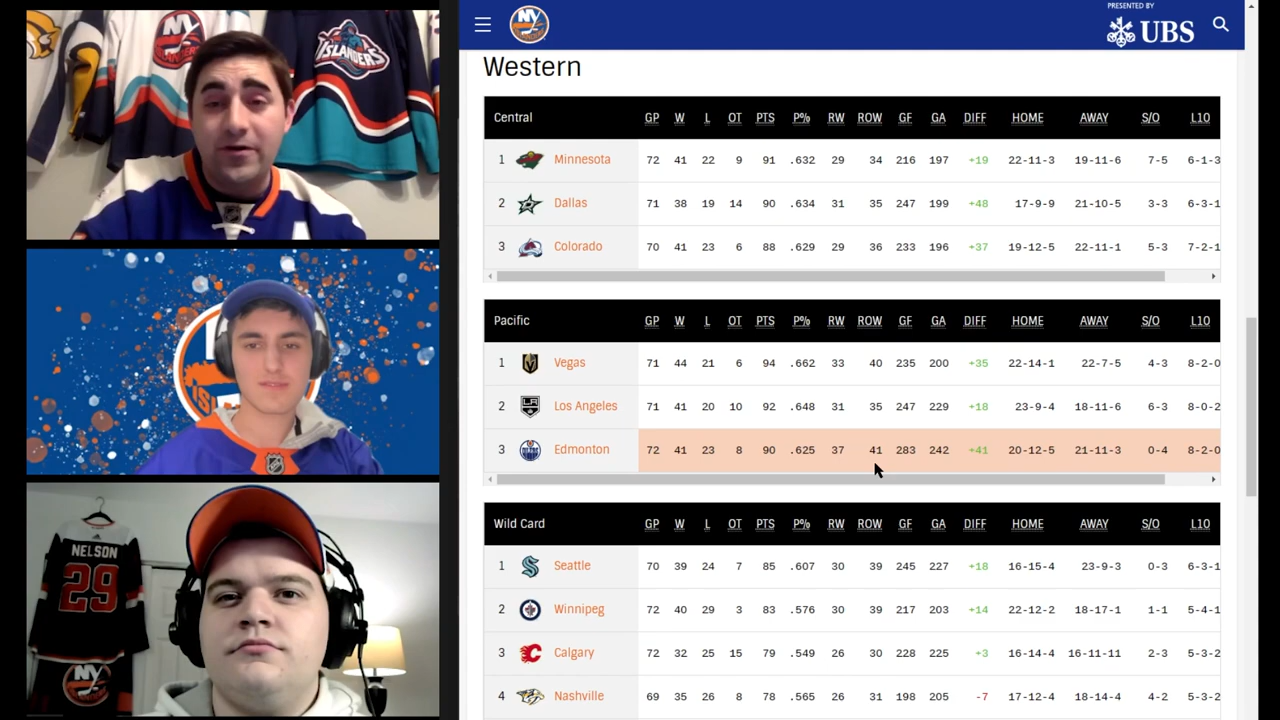 PRESENTED BY
NY
UBS
Western
Central GP W L OT PTS P% RW ROW GF GA DIFF HOME AWAY S/O L10
1 Minnesota 72 41 22 9 91 .632 29 34 216 197 +19 22-11-3 19-11-6 7-5 6-1-3
2 Dallas 71 38 19 14 90 .634 31 35 247 199 +48 17-9-9 21-10-5 3-3 6-3-1
3 Colorado 70 41 23 6 88 .629 29 36 233 196 +37 19-12-5 22-11-1 5-3 7-2-1
Pacific GP W L OT PTS P% RW ROW GF GA DIFF HOME AWAY S/O L10
1 Vegas 71 44 21 6 94 .662 33 40 235 200 +35 22-14-1 22-7-5 4-3 8-2-0
2 Los Angeles 71 41 20 10 92 .648 31 35 247 229 +18 23-9-4 18-11-6 6-3 8-0-2
3 Edmonton 72 41 23 8 90 .625 37 41 283 242 +41 20-12-5 21-11-3 0-4 8-2-0
Wild Card GP W L OT PTS P% RW ROW GF GA DIFF HOME AWAY S/O L10
1 Seattle 70 39 24 7 85 .607 30 39 245 227 +18 16-15-4 23-9-3 0-3 6-3-1
2 Winnipeg 72 40 29 3 83 .576 30 39 217 203 +14 22-12-2 18-17-1 1-1 5-4-1
3 Calgary 72 32 25 15 79 .549 26 30 228 225 +3 16-14-4 16-11-11 2-3 5-3-2
4 Nashville 69 35 26 8 78 .565 26 31 198 205 -7 17-12-4 18-14-4 4-2 5-3-2
ISLANDERS
NELSON
29